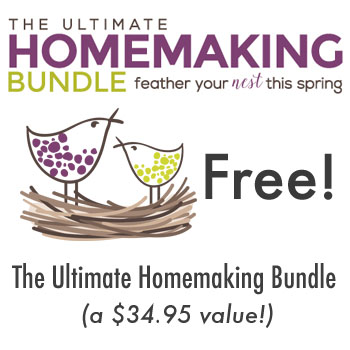 THE ULTIMATE
HOMEMAKING
BUNDLE feather your nest this spring
Free!
The Ultimate Homemaking Bundle
(a $34.95 value!)